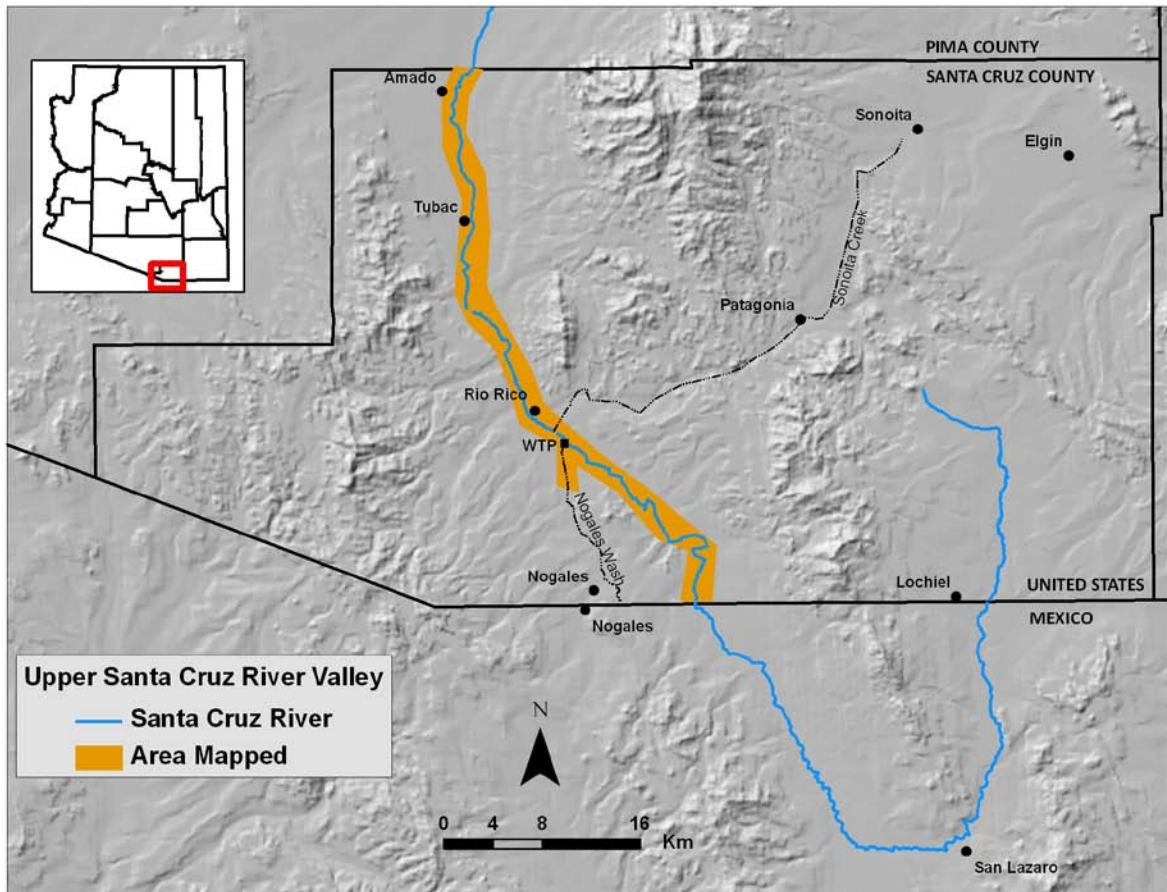 PIMA COUNTY
SANTA CRUZ COUNTY
Amado
Sonoita
Elgin
Tubac
Sonoita Creek
Patagonia
Rio Rico
WTP
Nogales Wash
Nogales
Lochiel
UNITED STATES
MEXICO
Nogales
Upper Santa Cruz River Valley
Santa Cruz River
Area Mapped
N
0 4 8 16
Km
San Lazaro